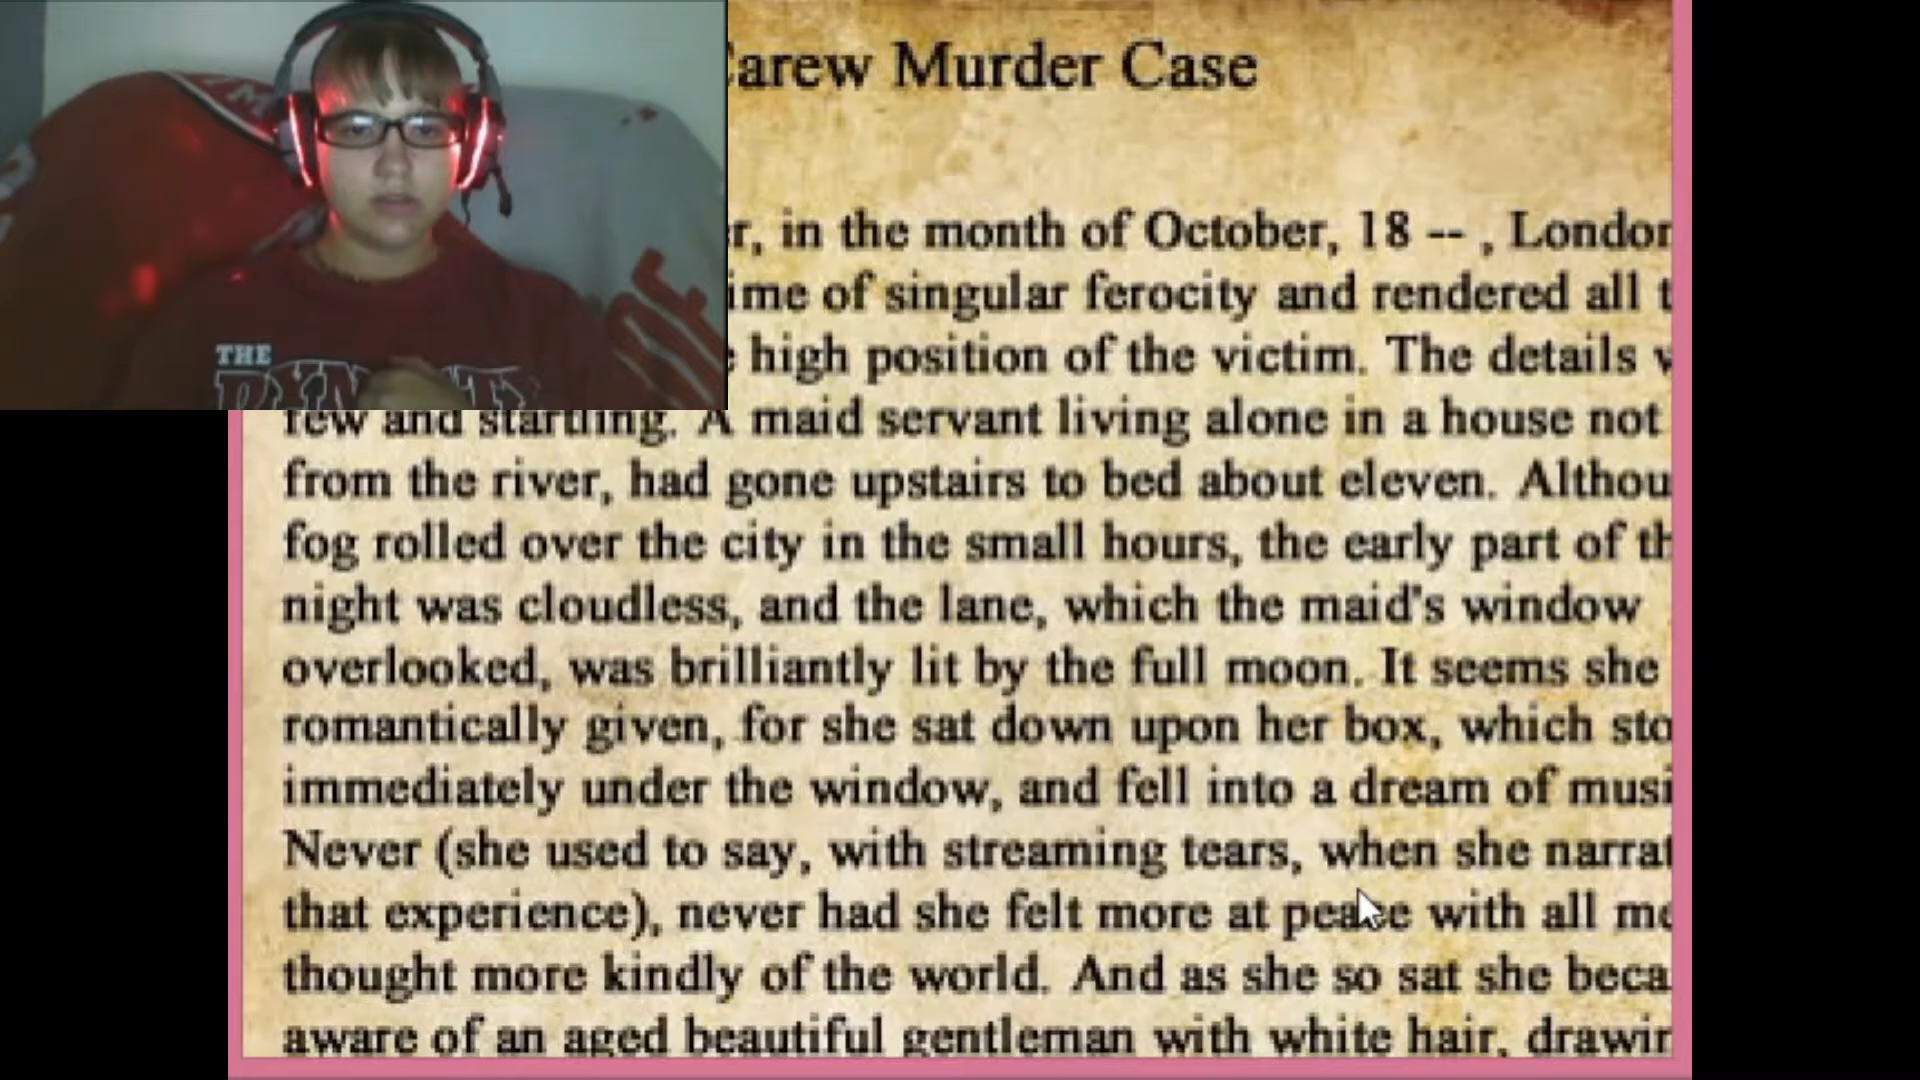 Carew Murder Case
in the month of October, 18 -- , London
of singular ferocity and rendered all
high position of the victim. The details
THE
DYNASTY
few and startling. A maid servant living alone in a house not
from the river, had gone upstairs to bed about eleven. Althou
fog rolled over the city in the small hours, the early part of th
night was cloudless, and the lane, which the maid's window
overlooked, was brilliantly lit by the full moon. It seems she
romantically given, for she sat down upon her box, which sto
immediately under the window, and fell into a dream of musi
Never (she used to say, with streaming tears, when she narrat
that experience), never had she felt more at peace with all me
thought more kindly of the world. And as she so sat she beca
aware of an aged beautiful gentleman with white hair, drawin